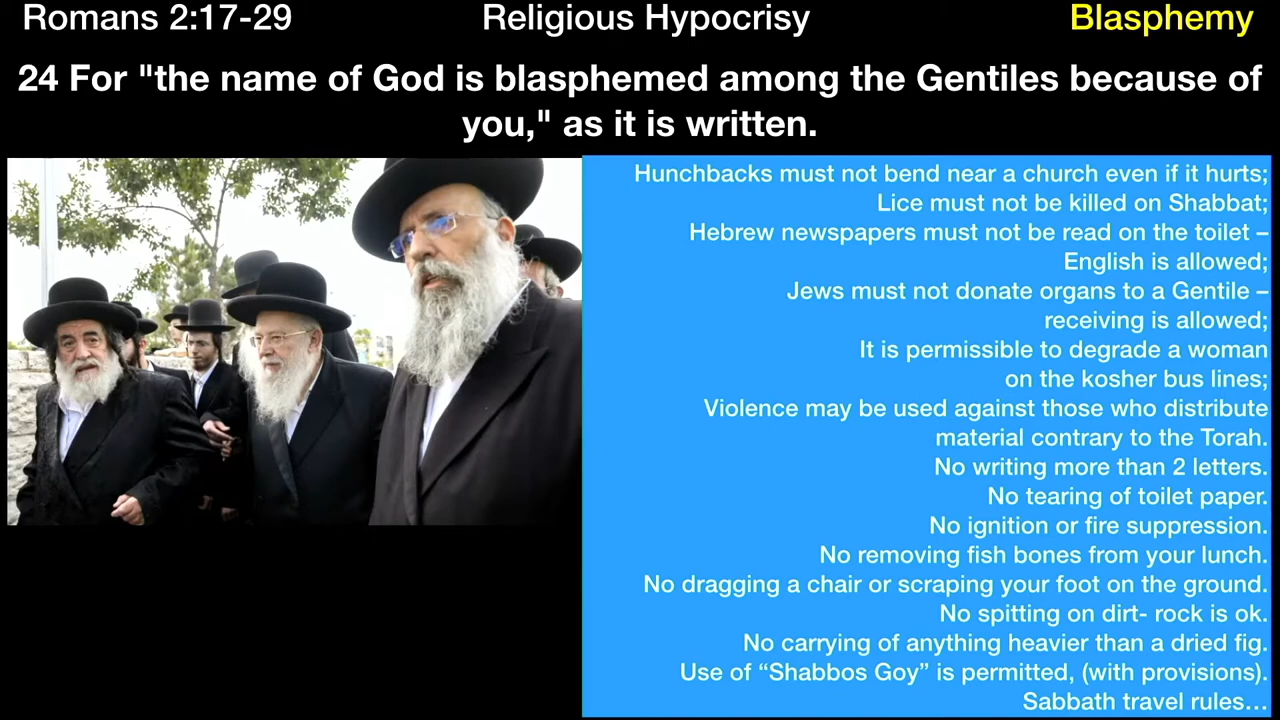 Romans 2:17-29
Religious Hypocrisy
Blasphemy
24 For "the name of God is blasphemed among the Gentiles because of
you," as it is written.
Hunchbacks must not bend near a church even if it hurts;
Lice must not be killed on Shabbat;
Hebrew newspapers must not be read on the toilet –
English is allowed;
Jews must not donate organs to a Gentile –
receiving is allowed;
It is permissible to degrade a woman
on the kosher bus lines;
Violence may be used against those who distribute
material contrary to the Torah.
No writing more than 2 letters.
No tearing of toilet paper.
No ignition or fire suppression.
No removing fish bones from your lunch.
No dragging a chair or scraping your foot on the ground.
No spitting on dirt- rock is ok.
No carrying of anything heavier than a dried fig.
Use of “Shabbos Goy” is permitted, (with provisions).
Sabbath travel rules…